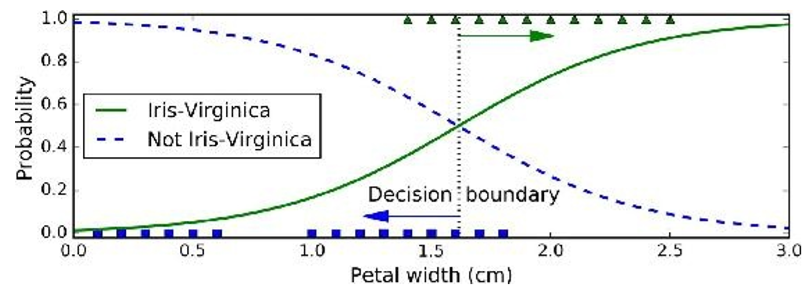 1.0
0.8
0.6
0.4
0.2
0.0
Probability
Iris-Virginica
Not Iris-Virginica
Decision boundary
0.0 0.5 1.0 1.5 2.0 2.5 3.0
Petal width (cm)